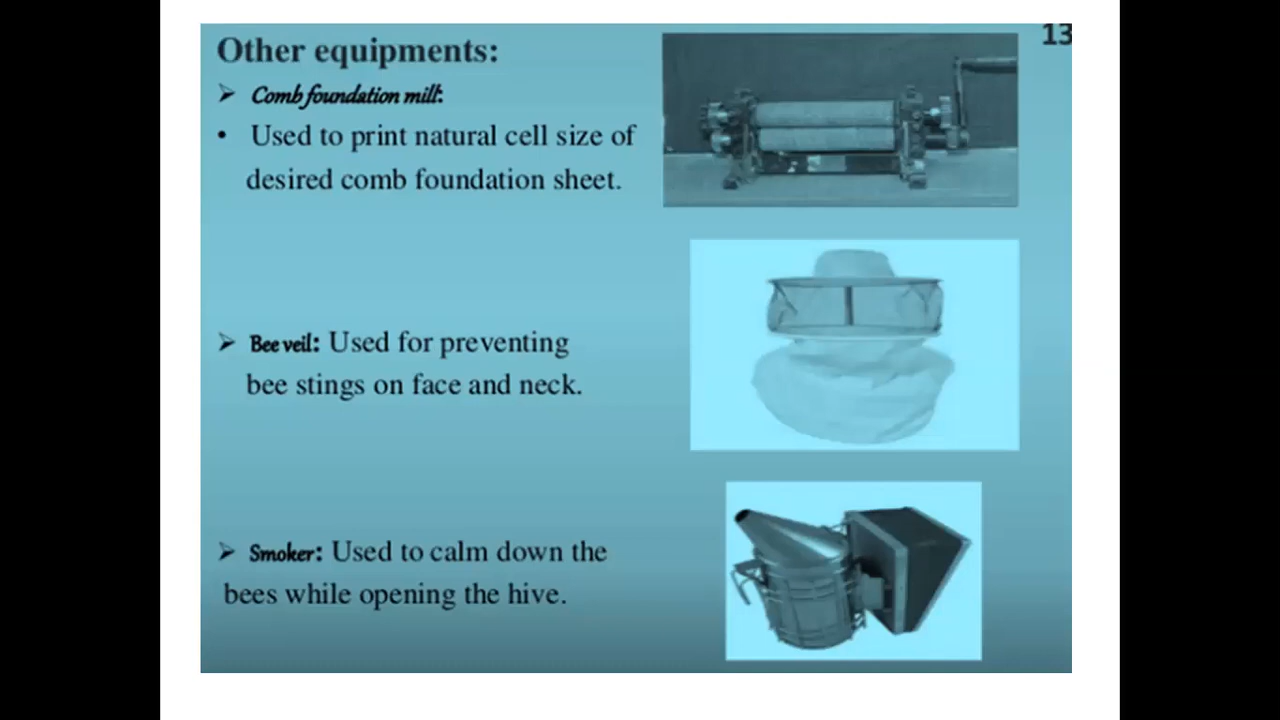 13
Other equipments:
➢ Comb foundation mill:
• Used to print natural cell size of
desired comb foundation sheet.
➢ Bee veil: Used for preventing
bee stings on face and neck.
➢ Smoker: Used to calm down the
bees while opening the hive.